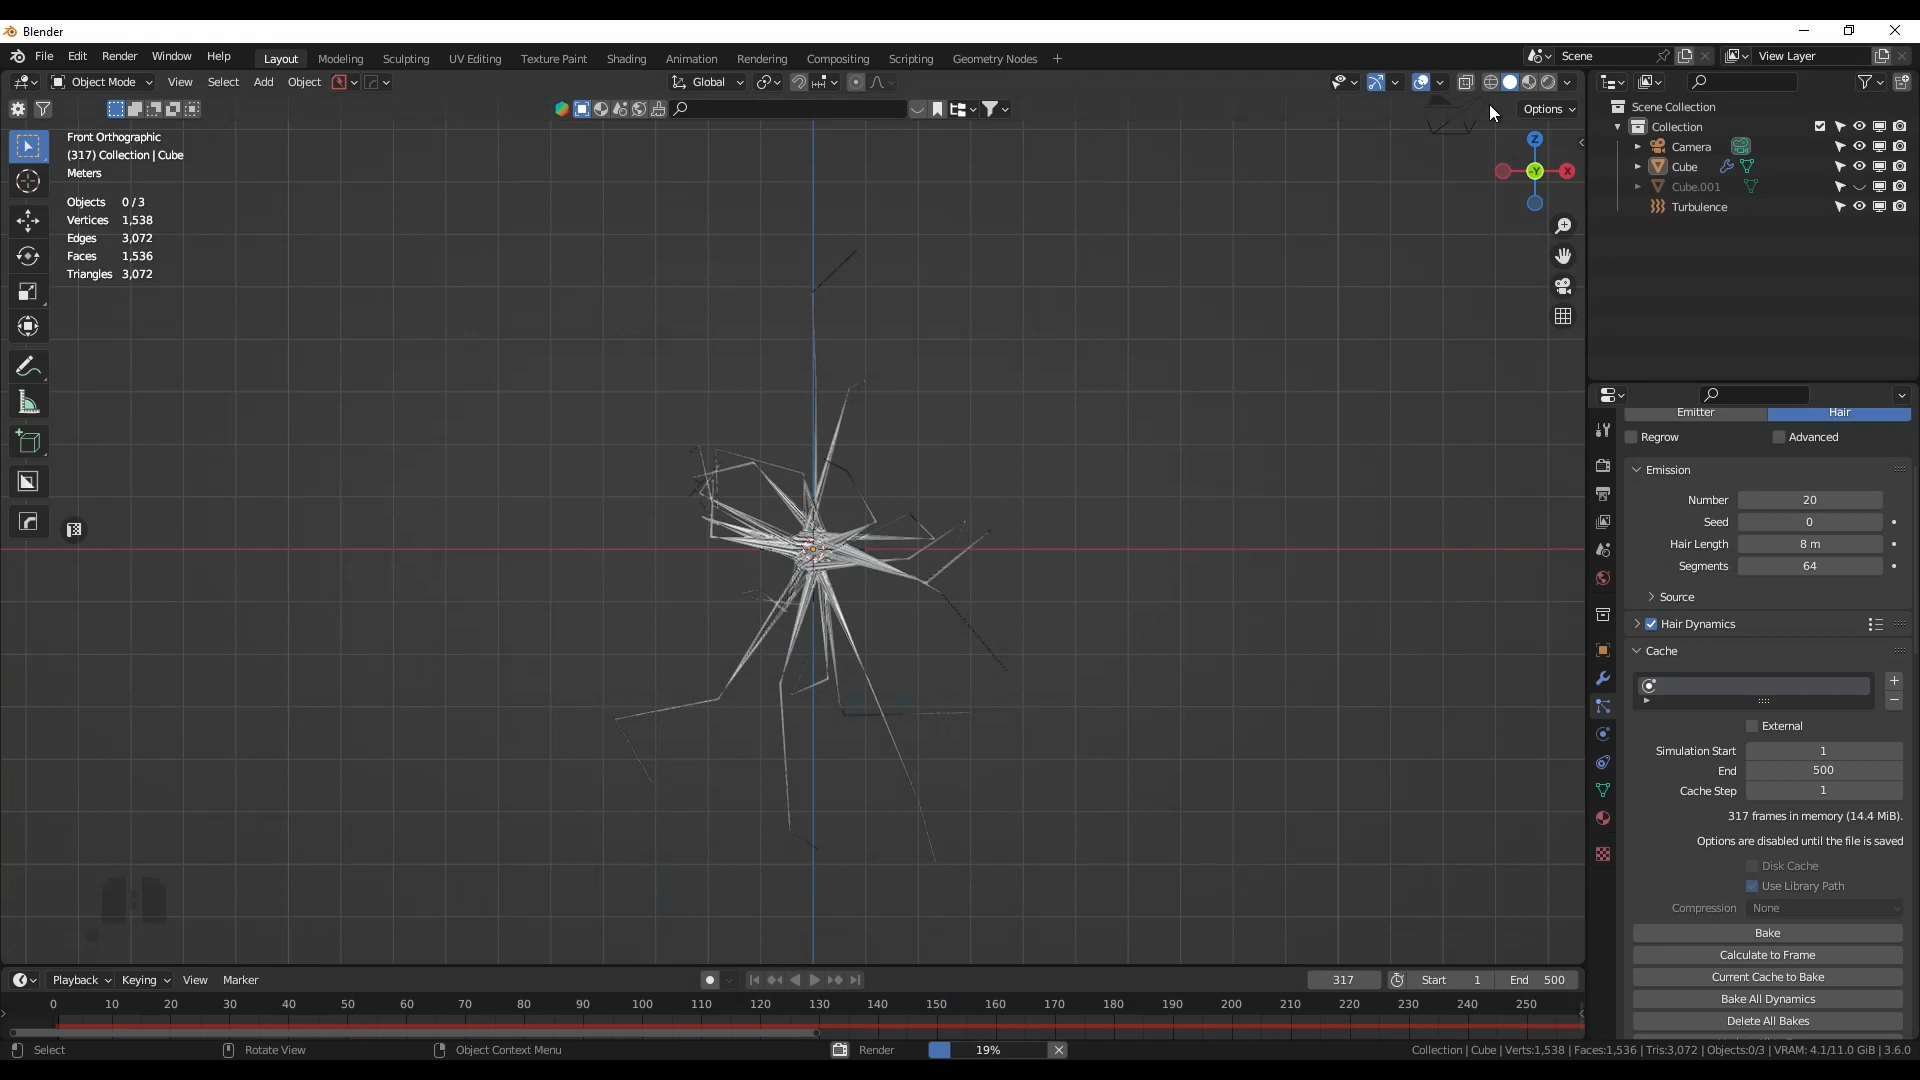 Blender
File Edit Render Window Help Layout Modeling Sculpting UV Editing Texture Paint Shading Animation Rendering Compositing Scripting Geometry Nodes + Scene View Layer
Object Mode View Select Add Object Global
Options
Front Orthographic
(317) Collection | Cube
Meters
Objects 0/3
Vertices 1,538
Edges 3,072
Faces 1,536
Triangles 3,072
Z
-Y X
Scene Collection
Collection
Camera
Cube
Cube.001
Turbulence
Emitter Hair
Regrow Advanced
Emission
Number 20
Seed 0
Hair Length 8 m
Segments 64
Source
Hair Dynamics
Cache
External
Simulation Start 1
End 500
Cache Step 1
317 frames in memory (14.4 MiB).
Options are disabled until the file is saved
Disk Cache
Use Library Path
Compression None
Bake
Calculate to Frame
Current Cache to Bake
Bake All Dynamics
Delete All Bakes
Playback Keying View Marker 317 Start 1 End 500
0 10 20 30 40 50 60 70 80 90 100 110 120 130 140 150 160 170 180 190 200 210 220 230 240 250
Select Rotate View Object Context Menu Render 19% Collection | Cube | Verts:1,538 | Faces:1,536 | Tris:3,072 | Objects:0/3 | VRAM: 4.1/11.0 GiB | 3.6.0